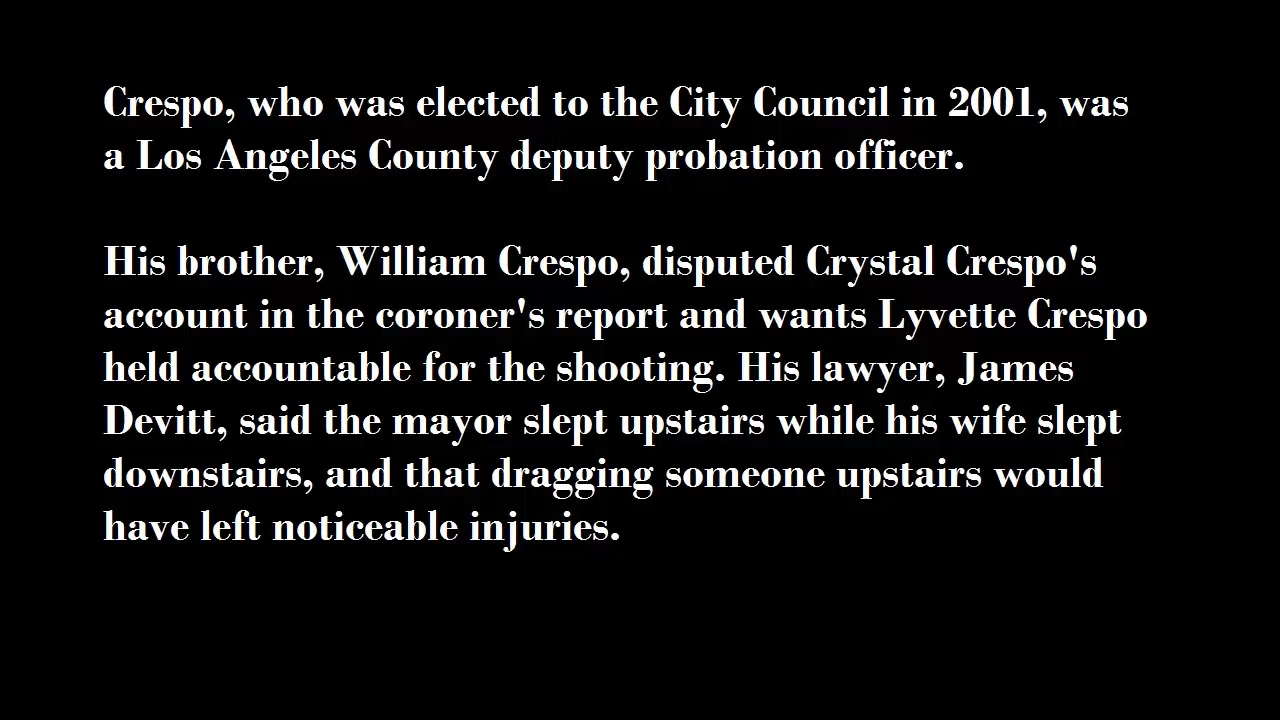 Crespo, who was elected to the City Council in 2001, was
a Los Angeles County deputy probation officer.
His brother, William Crespo, disputed Crystal Crespo's
account in the coroner's report and wants Lyvette Crespo
held accountable for the shooting. His lawyer, James
Devitt, said the mayor slept upstairs while his wife slept
downstairs, and that dragging someone upstairs would
have left noticeable injuries.